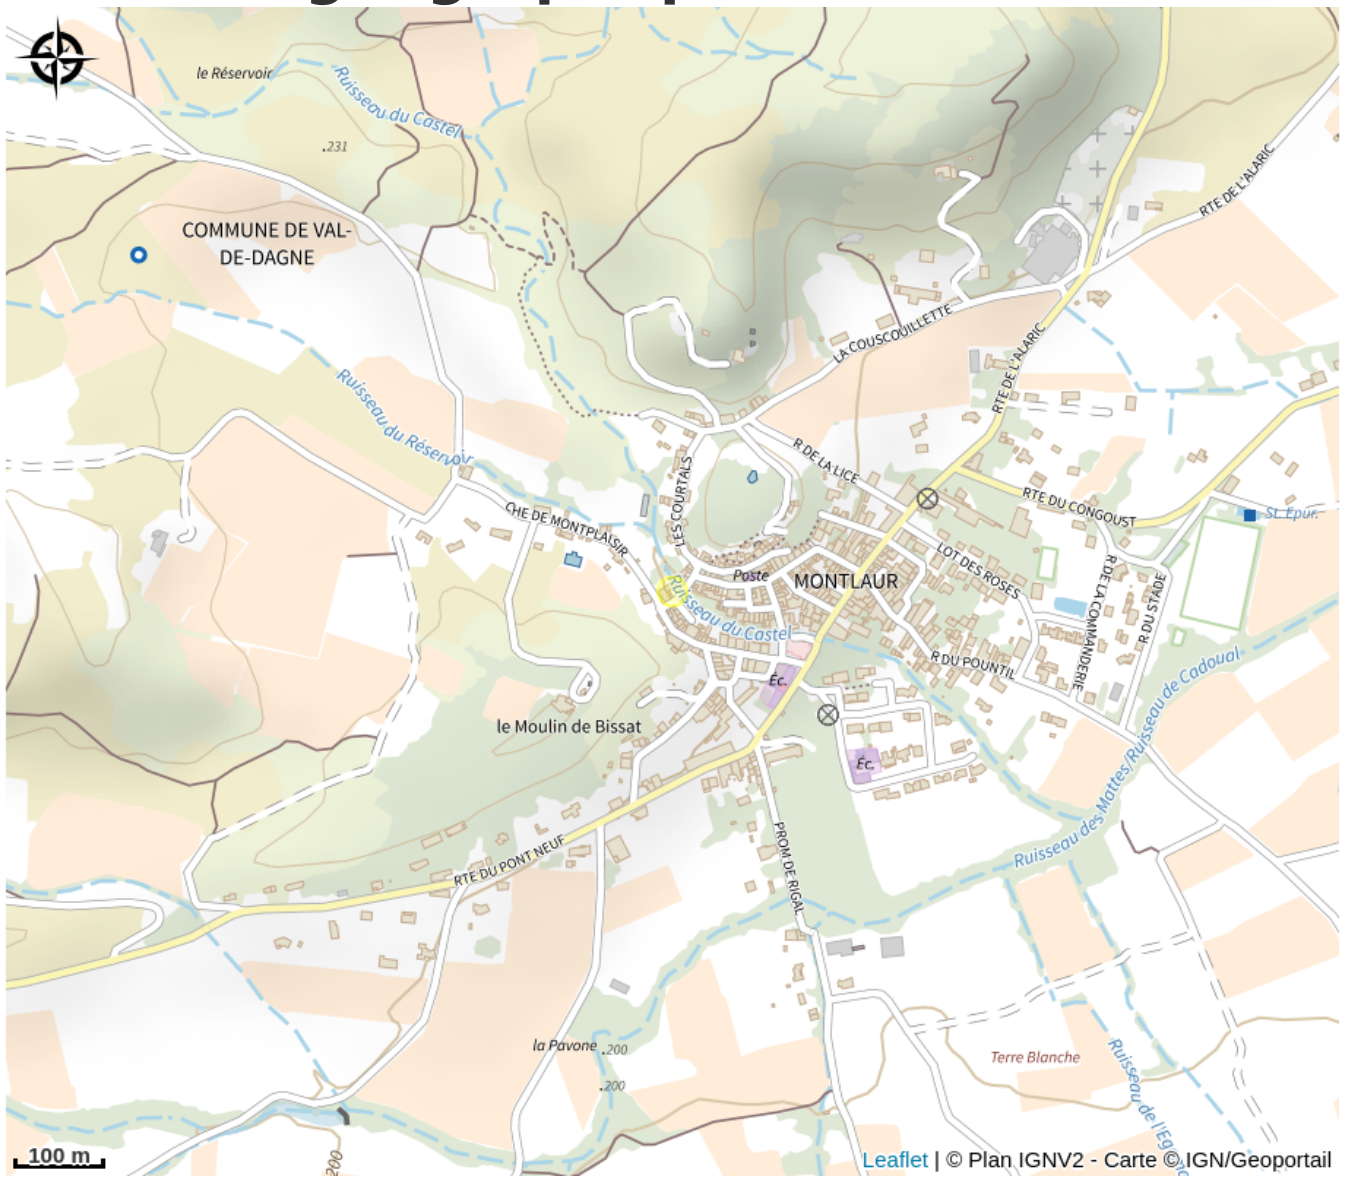 le Réservoir
Ruisseau du Castel
.231
COMMUNE DE VAL-
DE-DAGNE
RTE DE L'ALARIC
LA COUSCOUILLETTE
RTE DE L'ALARIC
Ruisseau du Réservoir
R DE LA LICE
LES COURTALS
CHE DE MONTPLAISIR
RTE DU CONGOUST
St. Epur.
LOT DES ROSES
Poste
MONTLAUR
R DE LA COMMANDERIE
R DU STADE
Ruisseau du Castel
R DU POUNTIL
Éc.
le Moulin de Bissat
Éc.
Ruisseau des Mattes/Ruisseau de Cadoual
RTE DU PONT NEUF
PROM DE RIGAL
la Pavone
.200
.200
Terre Blanche
200
100 m
Leaflet | © Plan IGNV2 - Carte © IGN/Geoportail